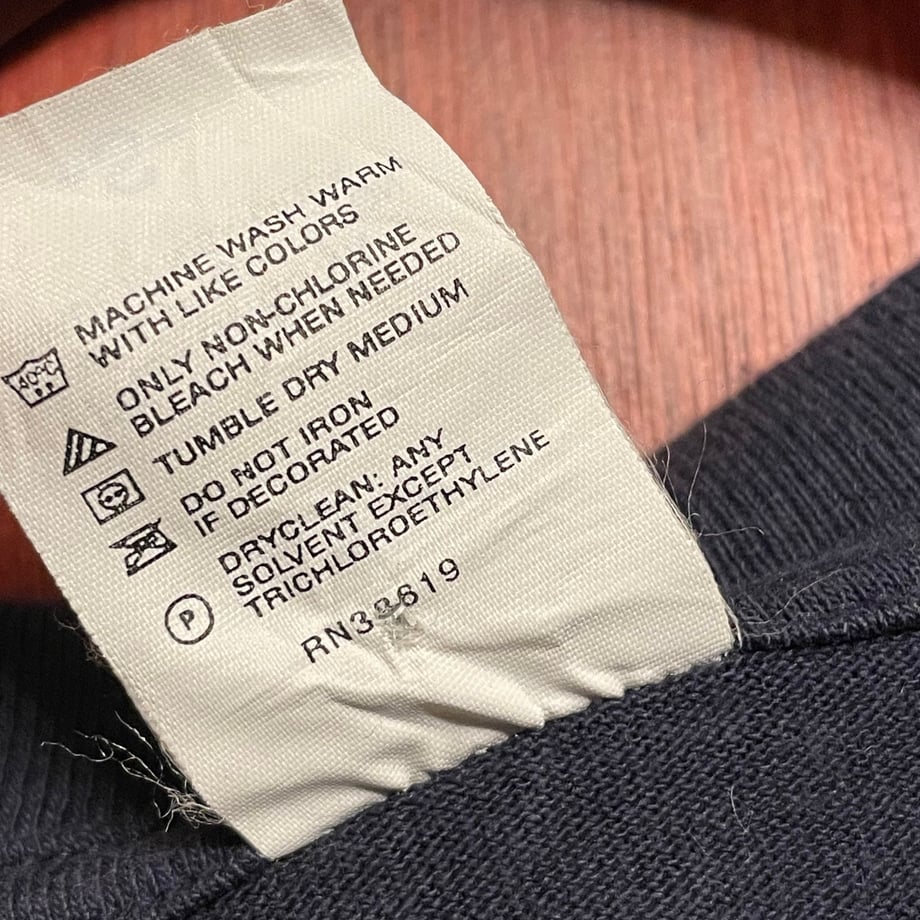 MACHINE WASH WARM
WITH LIKE COLORS
40°C
ONLY NON-CHLORINE
BLEACH WHEN NEEDED
TUMBLE DRY MEDIUM
DO NOT IRON
IF DECORATED
DRYCLEAN: ANY
SOLVENT EXCEPT
TRICHLOROETHYLENE
P